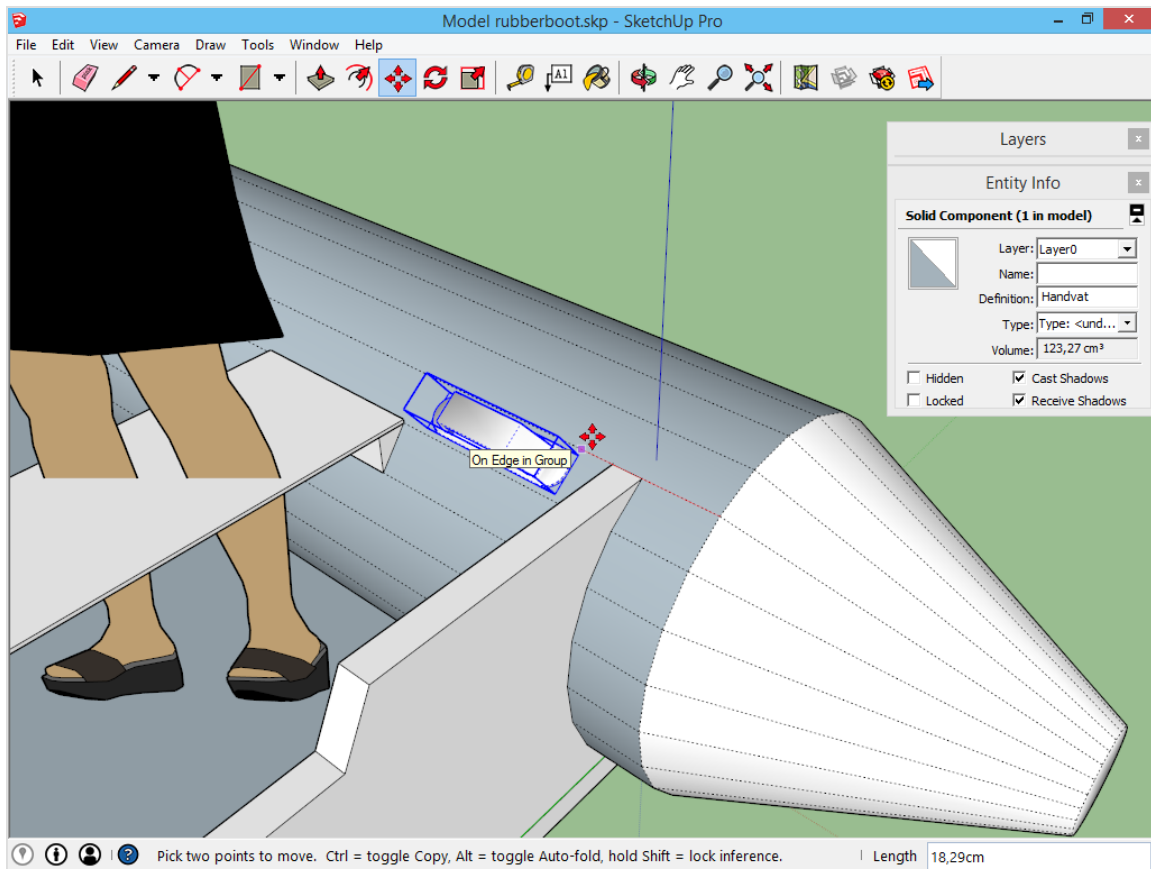 Model rubberboot.skp - SketchUp Pro
File Edit View Camera Draw Tools Window Help
A1
Layers
Entity Info
Solid Component (1 in model)
Layer: Layer0
Name:
Definition: Handvat
Type: Type: <und...
Volume: 123,27 cm³
Hidden Cast Shadows
Locked Receive Shadows
On Edge in Group
Pick two points to move. Ctrl = toggle Copy, Alt = toggle Auto-fold, hold Shift = lock inference. Length 18,29cm